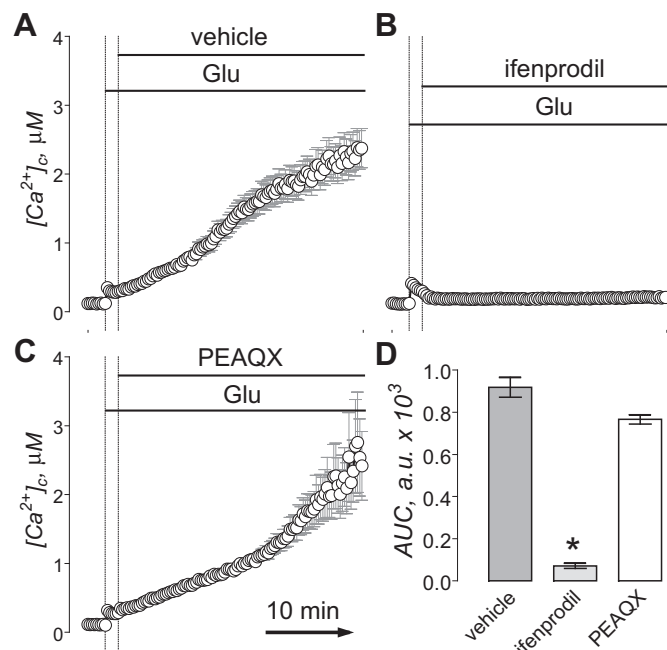 A
vehicle
Glu
[Ca²⁺]c, μM
4
3
2
1
0
B
ifenprodil
Glu
C
PEAQX
Glu
[Ca²⁺]c, μM
4
3
2
1
0
10 min
D
AUC, a.u. x 10³
1.0
0.8
0.6
0.4
0.2
0.0
*
vehicle
ifenprodil
PEAQX